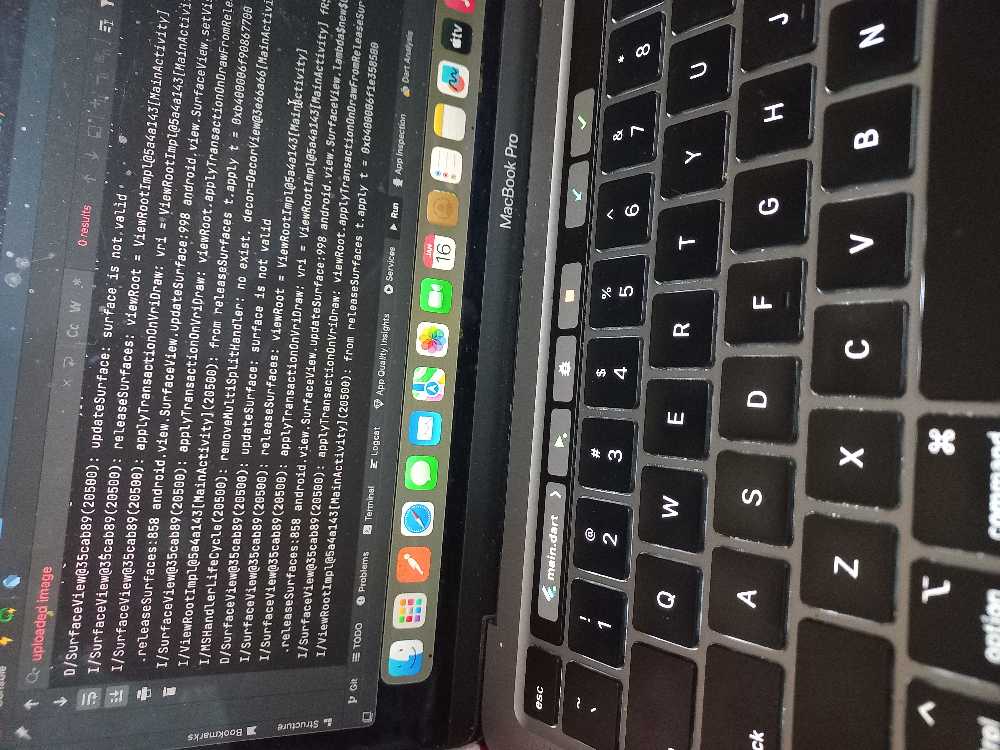 uploaded image
Cc W .*
0 results
D/SurfaceView@35cab89(20500): updateSurface: surface is not valid
I/SurfaceView@35cab89(20500): releaseSurfaces: viewRoot = ViewRootImpl@5a4a143[MainActivity]
I/SurfaceView@35cab89(20500): applyTransactionOnVriDraw: vri = ViewRootImpl@5a4a143[MainActivi
.releaseSurfaces:858 android.view.SurfaceView.updateSurface:998 android.view.SurfaceView.setVis
I/SurfaceView@35cab89(20500): applyTransactionOnVriDraw: viewRoot.applyTransactionOnDrawFromRele
I/ViewRootImpl@5a4a143[MainActivity](20500): from releaseSurfaces t.apply t = 0xb400006f90867700
I/MSHandlerLifeCycle(20500): removeMultiSplitHandler: no exist. decor=DecorView@3e66a66[MainActivi
D/SurfaceView@35cab89(20500): updateSurface: surface is not valid
I/SurfaceView@35cab89(20500): releaseSurfaces: viewRoot = ViewRootImpl@5a4a143[MainActivity]
I/SurfaceView@35cab89(20500): applyTransactionOnVriDraw: vri = ViewRootImpl@5a4a143[MainActivity] fR
.releaseSurfaces:858 android.view.SurfaceView.updateSurface:998 android.view.SurfaceView.lambda$new$
I/SurfaceView@35cab89(20500): applyTransactionOnVriDraw: viewRoot.applyTransactionOnDrawFromReleaseSur
I/ViewRootImpl@5a4a143[MainActivity](20500): from releaseSurfaces t.apply t = 0xb400006f1e358500
Bookmarks
Structure
Git TODO Problems Terminal Logcat App Quality Insights Services Run App Inspection Dart Analysis
JAN
16
tv
MacBook Pro
esc
main.dart
~ ! @ # $ % ^ & *
` 1 2 3 4 5 6 7 8
Q W E R T Y U
ck A S D F G H J
Z X C V B N
^ ⌥ ⌘
rol option command